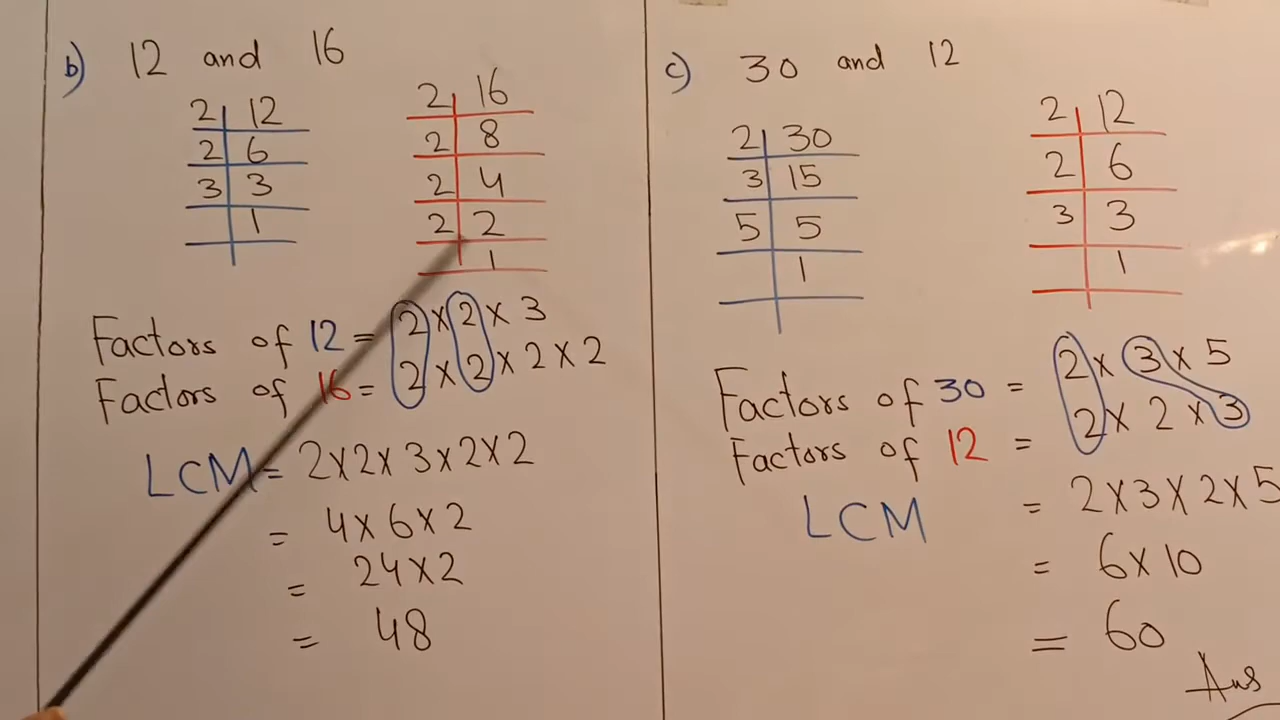 b) 12 and 16
2 12
2 6
3 3
1
2 16
2 8
2 4
2 2
1
Factors of 12 = 2 x 2 x 3
Factors of 16 = 2 x 2 x 2 x 2
LCM = 2 x 2 x 3 x 2 x 2
= 4 x 6 x 2
= 24 x 2
= 48
c) 30 and 12
2 30
3 15
5 5
1
2 12
2 6
3 3
1
Factors of 30 = 2 x 3 x 5
Factors of 12 = 2 x 2 x 3
LCM = 2 x 3 x 2 x 5
= 6 x 10
= 60
Ans